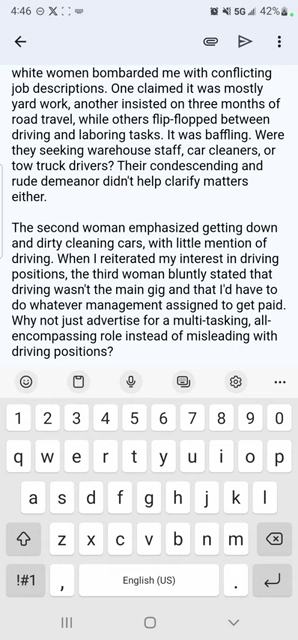 4:46
5G 42%
white women bombarded me with conflicting
job descriptions. One claimed it was mostly
yard work, another insisted on three months of
road travel, while others flip-flopped between
driving and laboring tasks. It was baffling. Were
they seeking warehouse staff, car cleaners, or
tow truck drivers? Their condescending and
rude demeanor didn't help clarify matters
either.
The second woman emphasized getting down
and dirty cleaning cars, with little mention of
driving. When I reiterated my interest in driving
positions, the third woman bluntly stated that
driving wasn't the main gig and that I'd have to
do whatever management assigned to get paid.
Why not just advertise for a multi-tasking, all-
encompassing role instead of misleading with
driving positions?
1 2 3 4 5 6 7 8 9 0
q w e r t y u i o p
a s d f g h j k l
z x c v b n m
!#1 , English (US) .